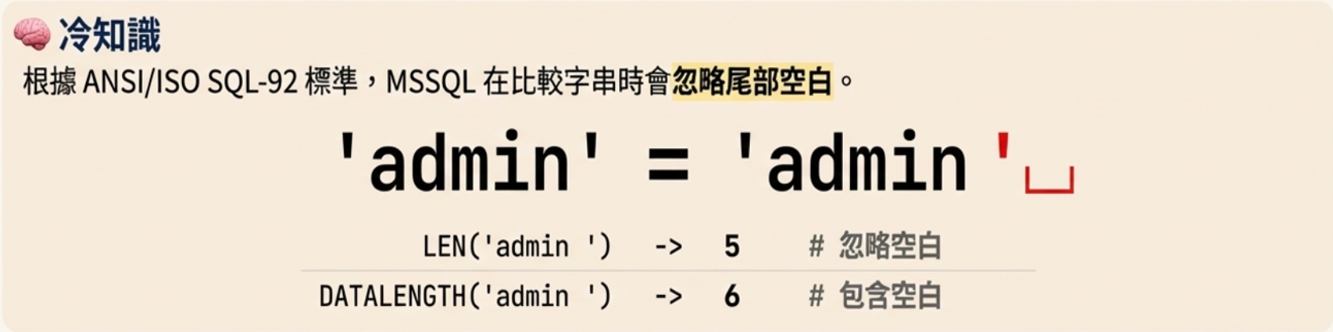 🧠 冷知識
根據 ANSI/ISO SQL-92 標準，MSSQL 在比較字串時會忽略尾部空白。
'admin' = 'admin '␣
LEN('admin ') -> 5 # 忽略空白
DATALENGTH('admin ') -> 6 # 包含空白